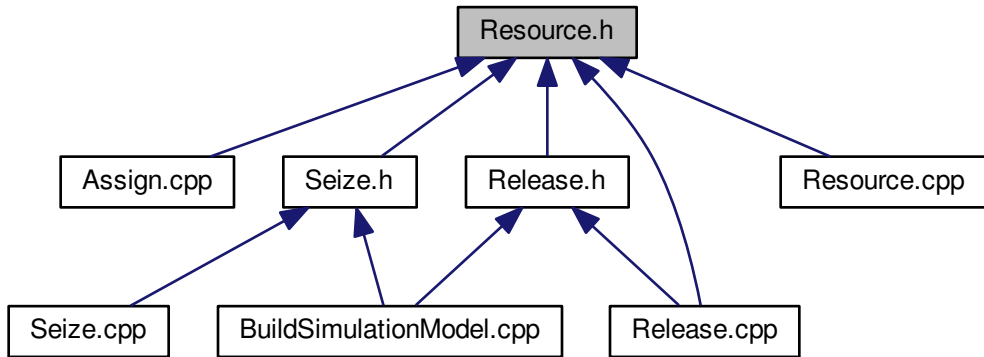 Resource.h
Assign.cpp
Seize.h
Release.h
Resource.cpp
Seize.cpp
BuildSimulationModel.cpp
Release.cpp